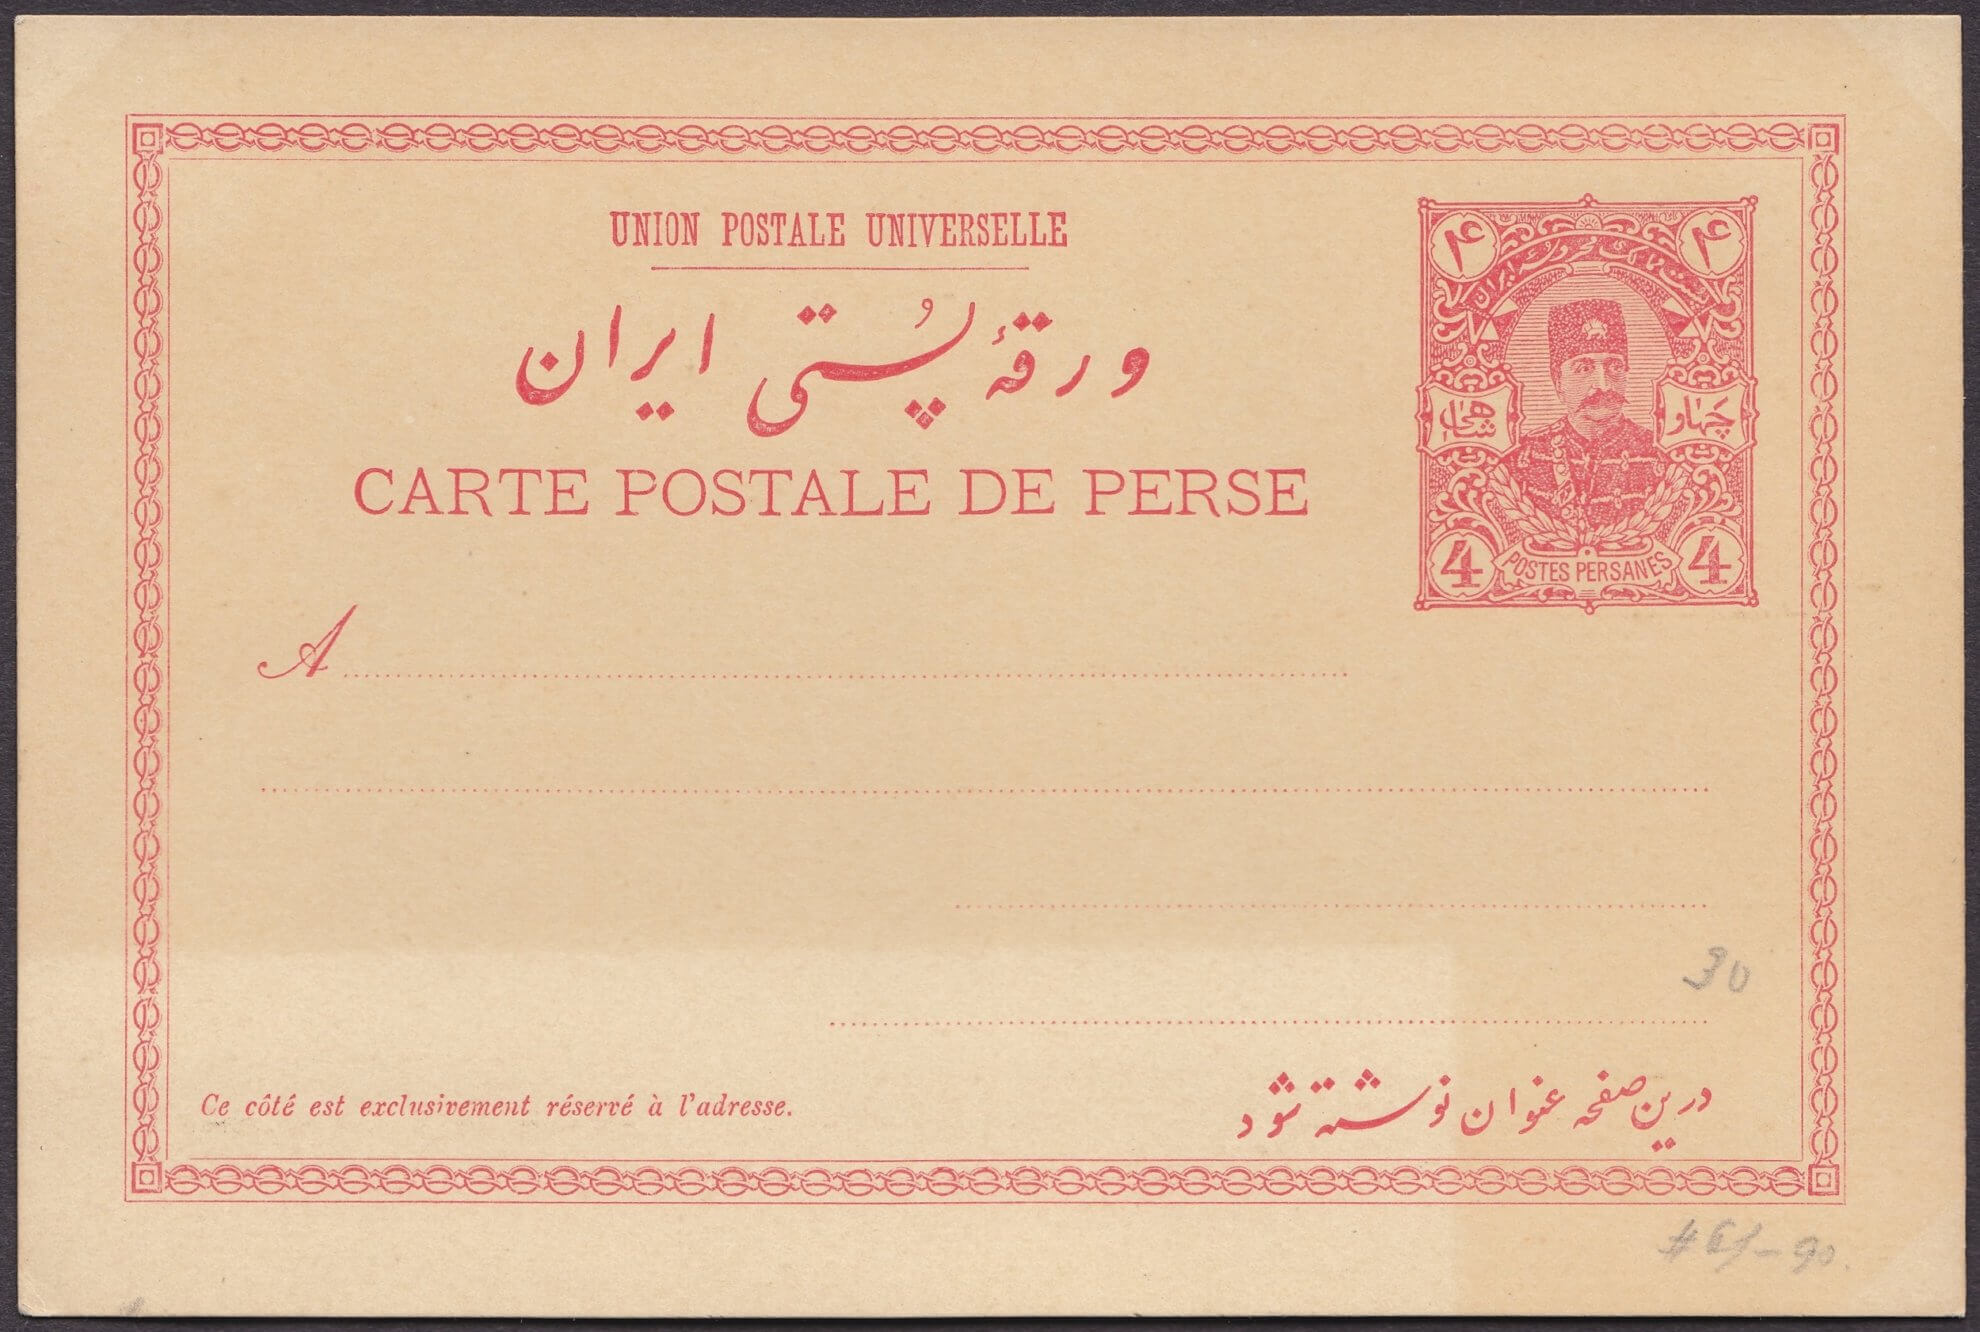 UNION POSTALE UNIVERSELLE
ورقهٔ پُستی ایران
CARTE POSTALE DE PERSE
۴ ۴
شاهی چهار
4 POSTES PERSANES 4
A
30
Ce côté est exclusivement réservé à l'adresse.
درین صفحه عنوان نوشته شود